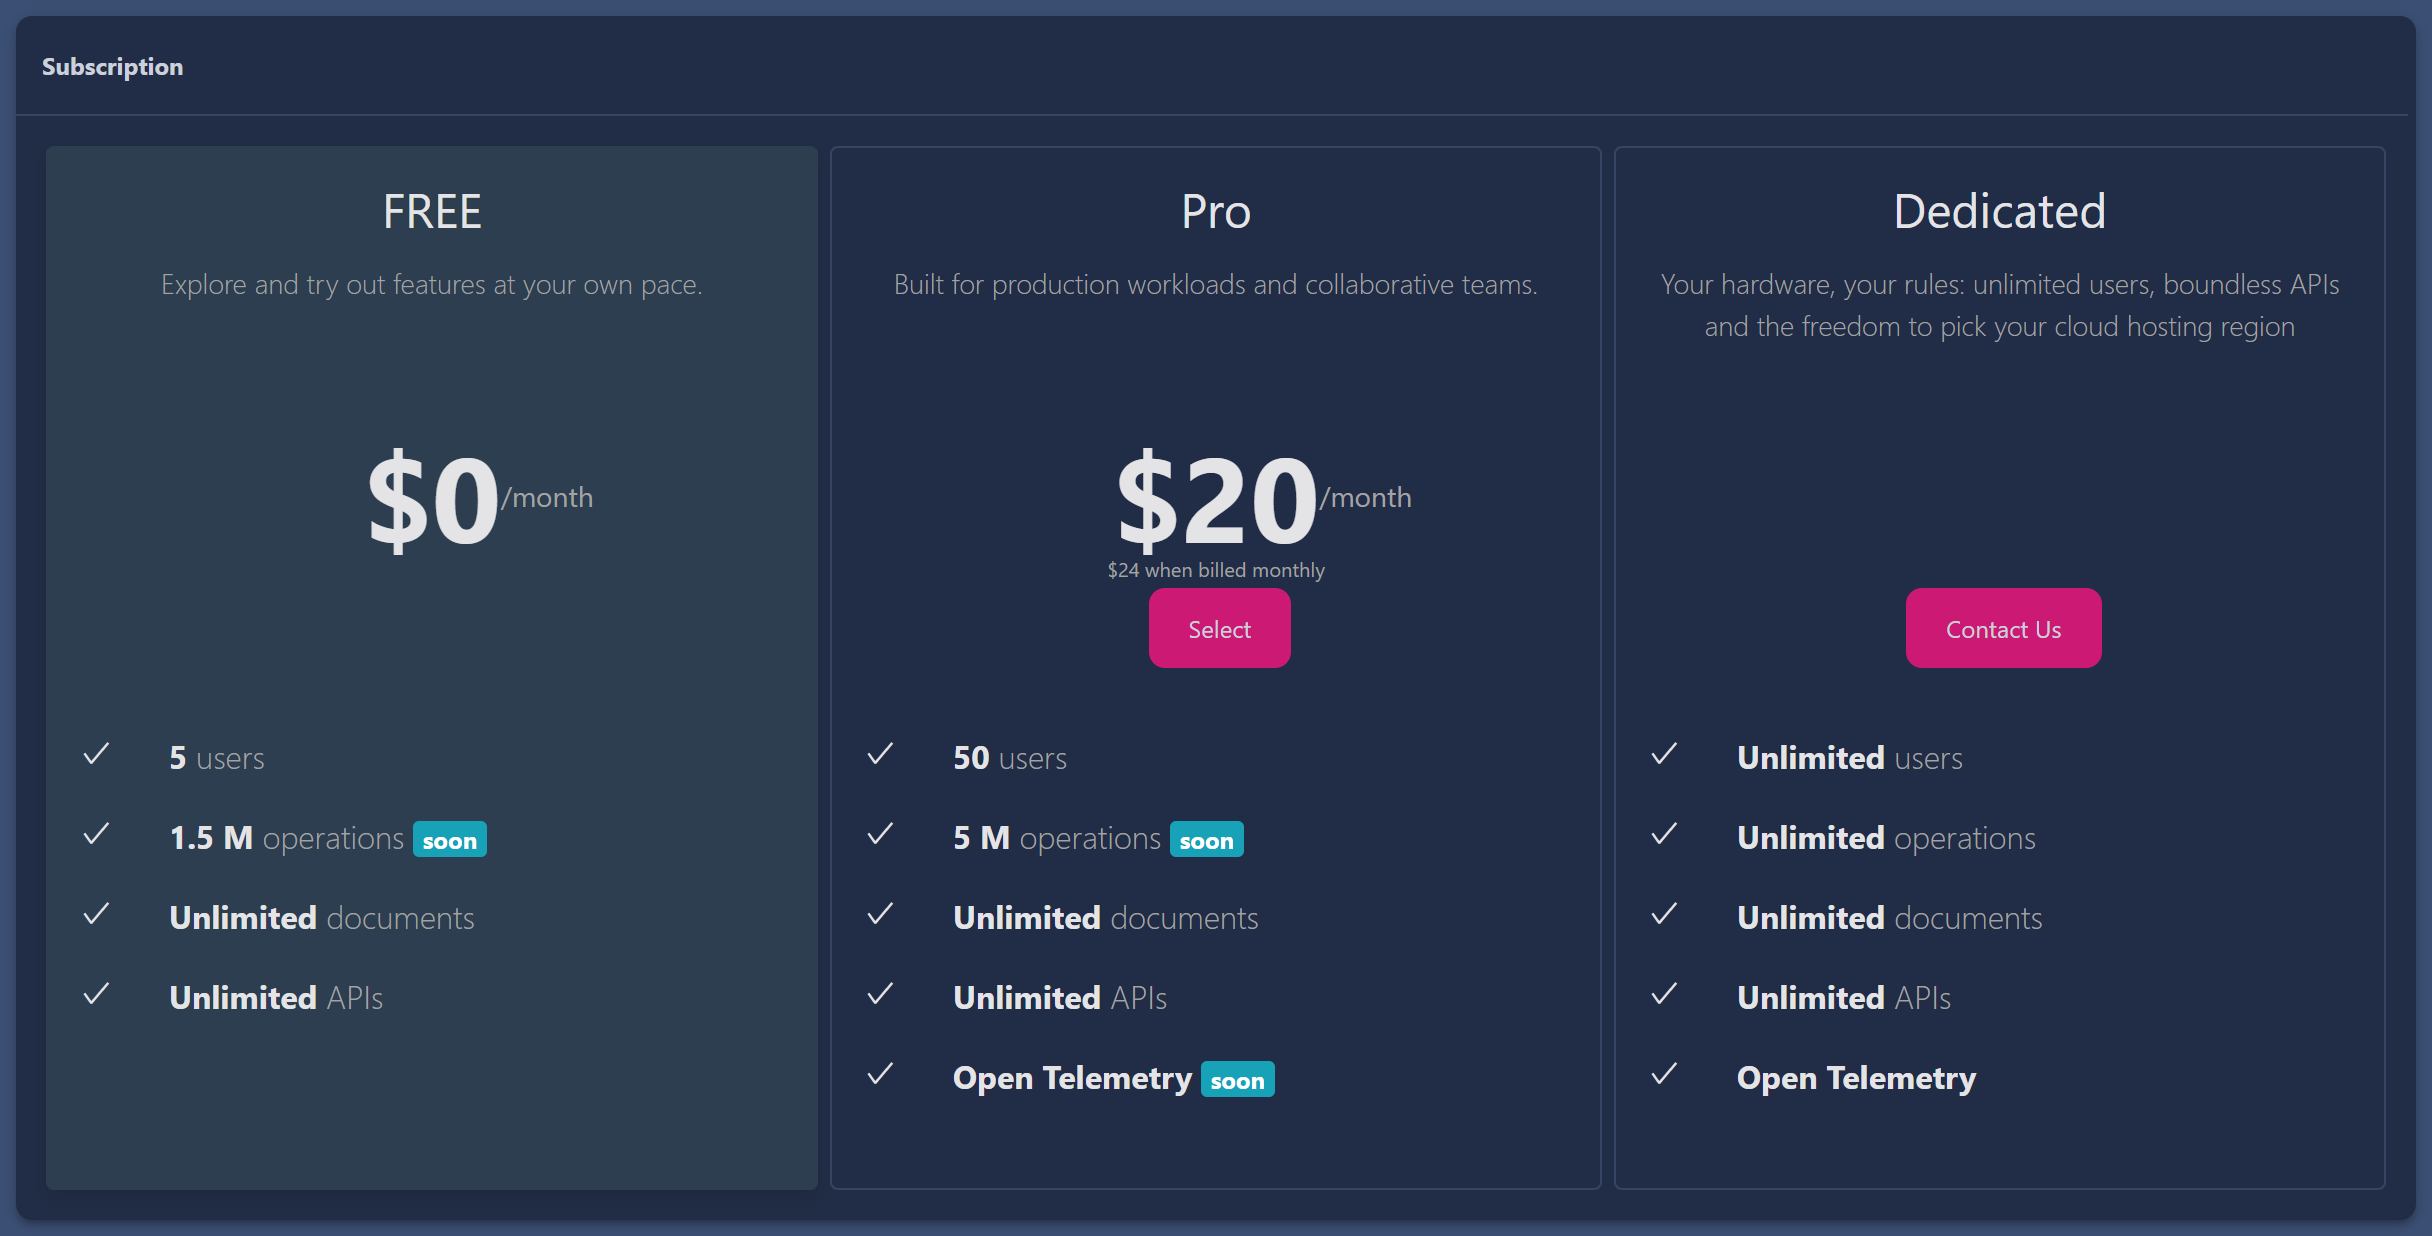 Subscription
FREE
Explore and try out features at your own pace.
$0/month
5 users
1.5 M operations soon
Unlimited documents
Unlimited APIs
Pro
Built for production workloads and collaborative teams.
$20/month
$24 when billed monthly
Select
50 users
5 M operations soon
Unlimited documents
Unlimited APIs
Open Telemetry soon
Dedicated
Your hardware, your rules: unlimited users, boundless APIs
and the freedom to pick your cloud hosting region
Contact Us
Unlimited users
Unlimited operations
Unlimited documents
Unlimited APIs
Open Telemetry